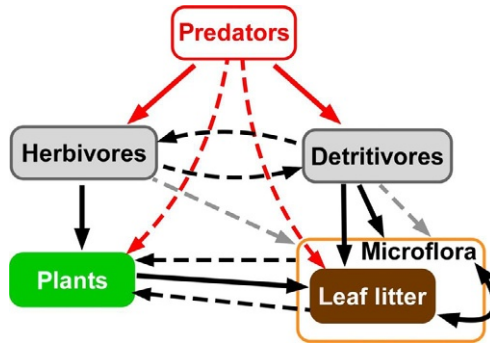 Predators
Herbivores
Detritivores
Microflora
Plants
Leaf litter